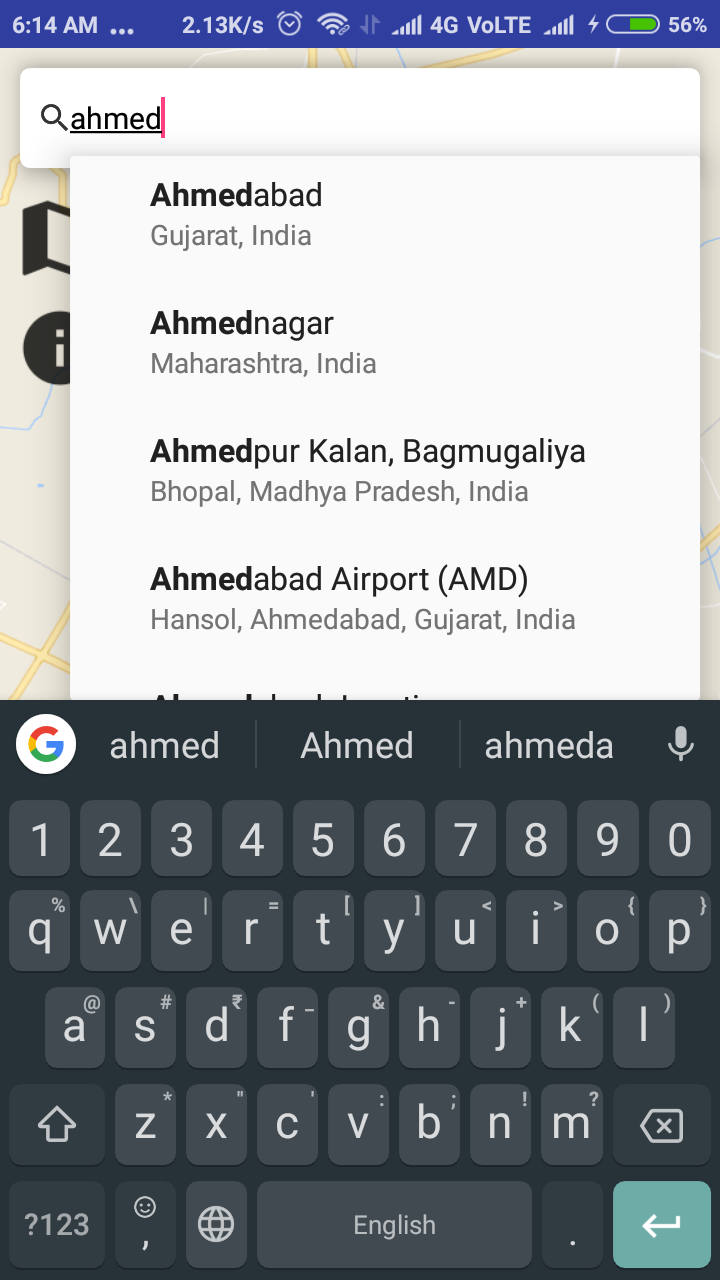 6:14 AM ... 2.13K/s 4G VoLTE 56%
ahmed
Ahmedabad
Gujarat, India
Ahmednagar
Maharashtra, India
Ahmedpur Kalan, Bagmugaliya
Bhopal, Madhya Pradesh, India
Ahmedabad Airport (AMD)
Hansol, Ahmedabad, Gujarat, India
ahmed Ahmed ahmeda
1 2 3 4 5 6 7 8 9 0
% \ | = [ ] < > { }
q w e r t y u i o p
@ # ₹ _ & - + ( )
a s d f g h j k l
* " ' : ; ! ?
z x c v b n m
?123 , English .